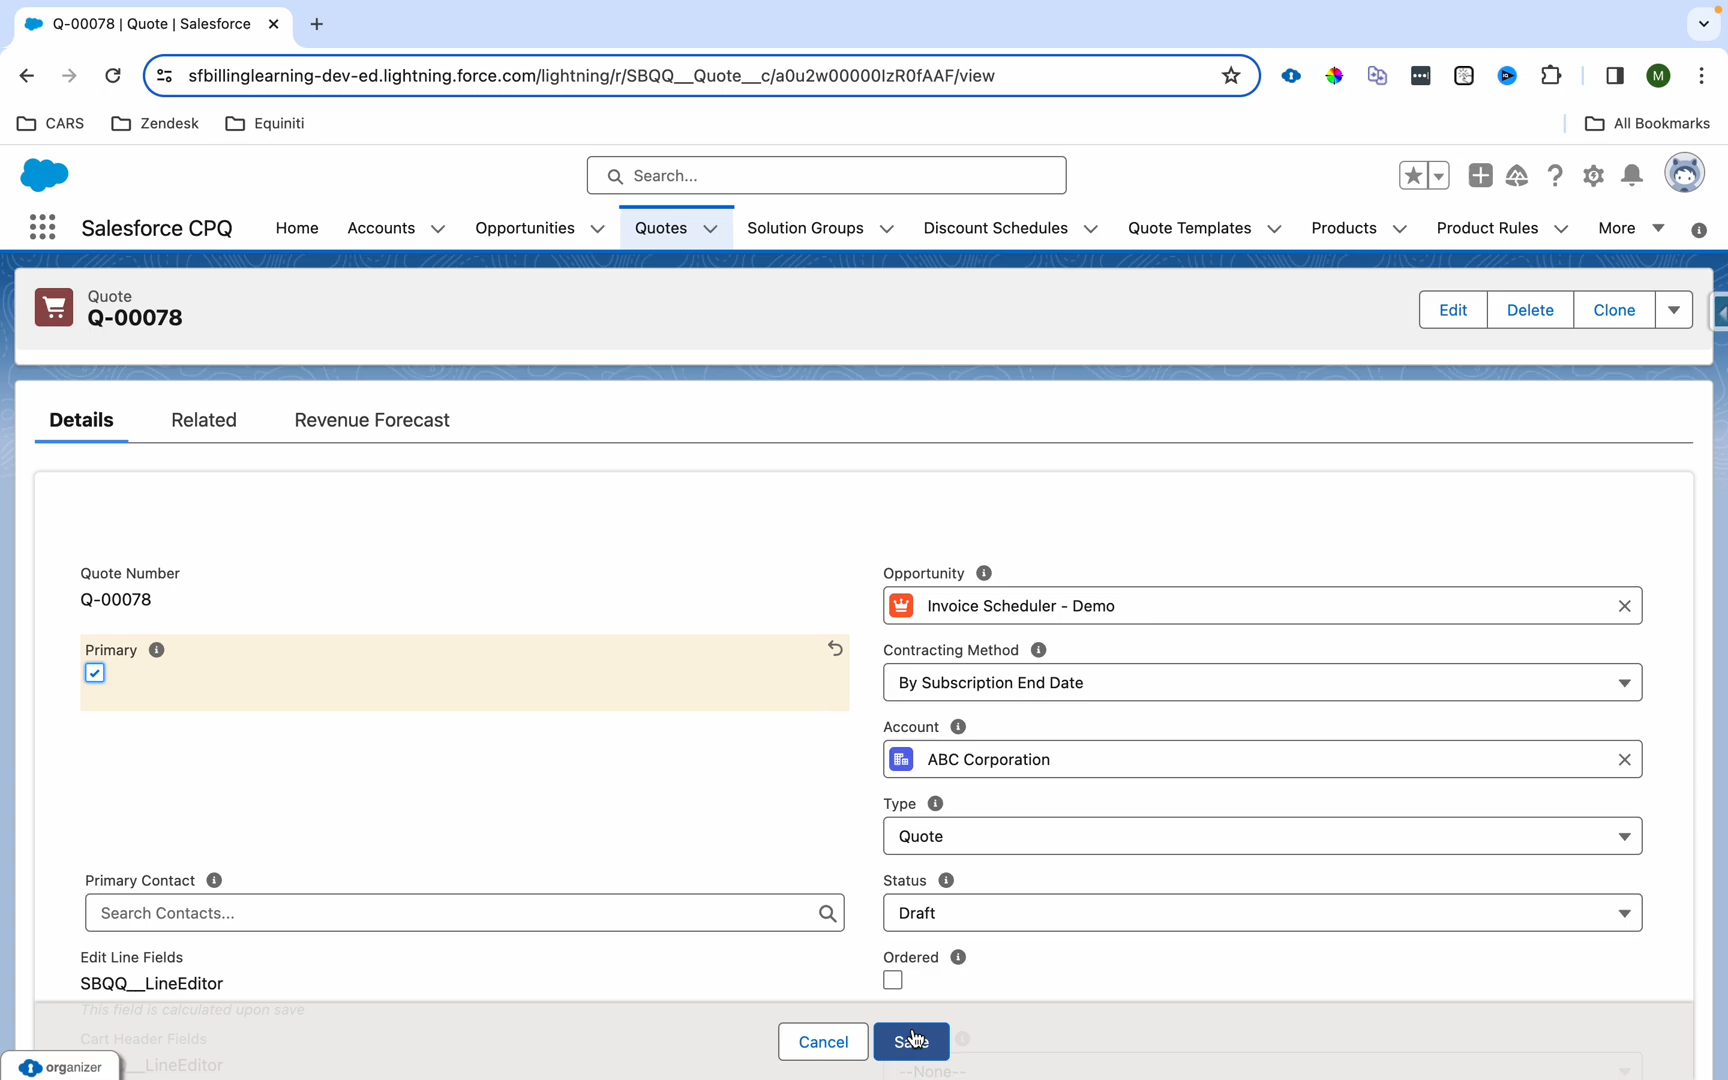 Q-00078 | Quote | Salesforce
sfbillinglearning-dev-ed.lightning.force.com/lightning/r/SBQQ__Quote__c/a0u2w00000IzR0fAAF/view
M
CARS
Zendesk
Equiniti
All Bookmarks
Search...
Salesforce CPQ
Home
Accounts
Opportunities
Quotes
Solution Groups
Discount Schedules
Quote Templates
Products
Product Rules
More
Quote
Q-00078
Edit
Delete
Clone
Details
Related
Revenue Forecast
Quote Number
Q-00078
Opportunity
Invoice Scheduler - Demo
Primary
Contracting Method
By Subscription End Date
Account
ABC Corporation
Type
Quote
Primary Contact
Search Contacts...
Status
Draft
Edit Line Fields
SBQQ__LineEditor
This field is calculated upon save
Ordered
Cart Header Fields
__LineEditor
--None--
Cancel
organizer